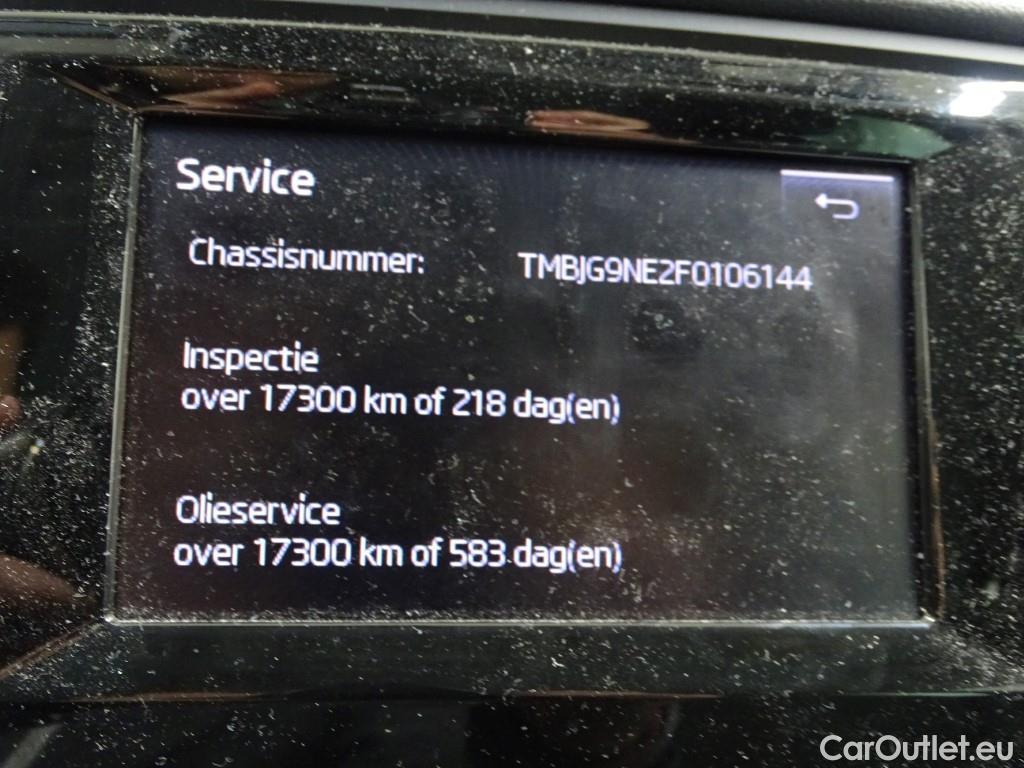 Service
Chassisnummer: TMBJG9NE2F0106144
Inspectie
over 17300 km of 218 dag(en)
Olieservice
over 17300 km of 583 dag(en)
CarOutlet.eu